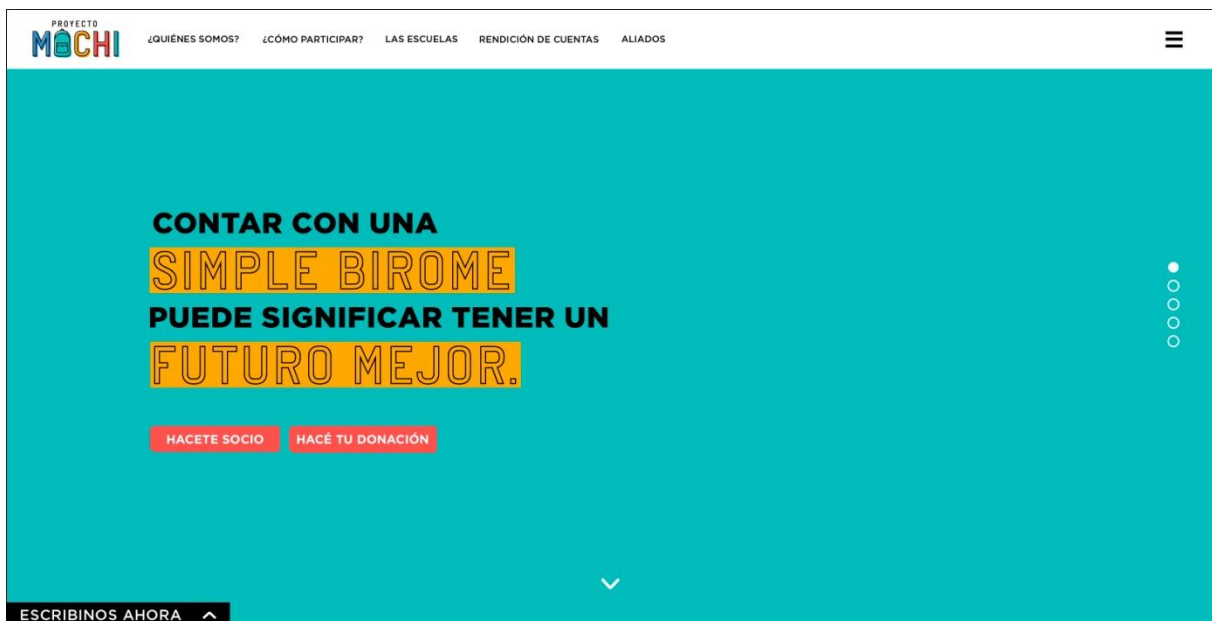 PROYECTO
MOCHI
¿QUIÉNES SOMOS? ¿CÓMO PARTICIPAR? LAS ESCUELAS RENDICIÓN DE CUENTAS ALIADOS
CONTAR CON UNA
SIMPLE BIROME
PUEDE SIGNIFICAR TENER UN
FUTURO MEJOR.
HACETE SOCIO HACÉ TU DONACIÓN
ESCRIBINOS AHORA